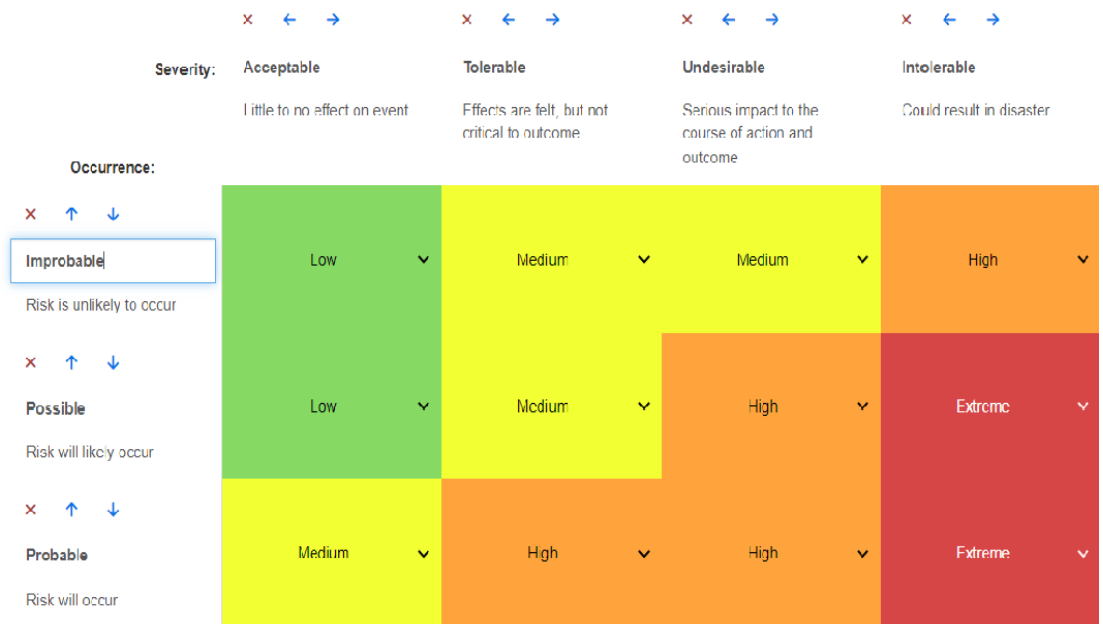 Severity:
Acceptable
Tolerable
Undesirable
Intolerable
Little to no effect on event
Effects are felt, but not
critical to outcome
Serious impact to the
course of action and
outcome
Could result in disaster
Occurrence:
Improbable
Risk is unlikely to occur
Low
Medium
Medium
High
Possible
Risk will likely occur
Low
Medium
High
Extreme
Probable
Risk will occur
Medium
High
High
Extreme